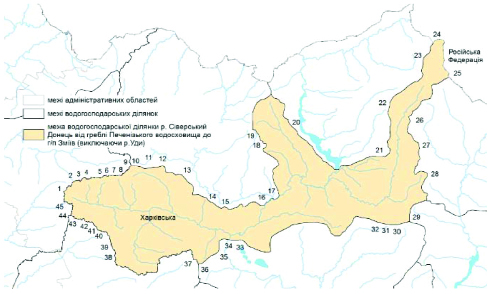 24
Російська
Федерація
23
25
межі адміністративних областей
межі водогосподарських ділянок
межа водогосподарської ділянки р. Сіверський
Донець від греблі Печенізького водосховища до
г/п Зміїв (виключаючи р.Уди)
22
26
20
19
18
27
21
9 10 11 12
13
28
1 2 3 4 5 6 7 8
14 15 16 17
45
44
43 42 41 40
39
38
Харківська
37 36 35 34 33
32 31 30 29